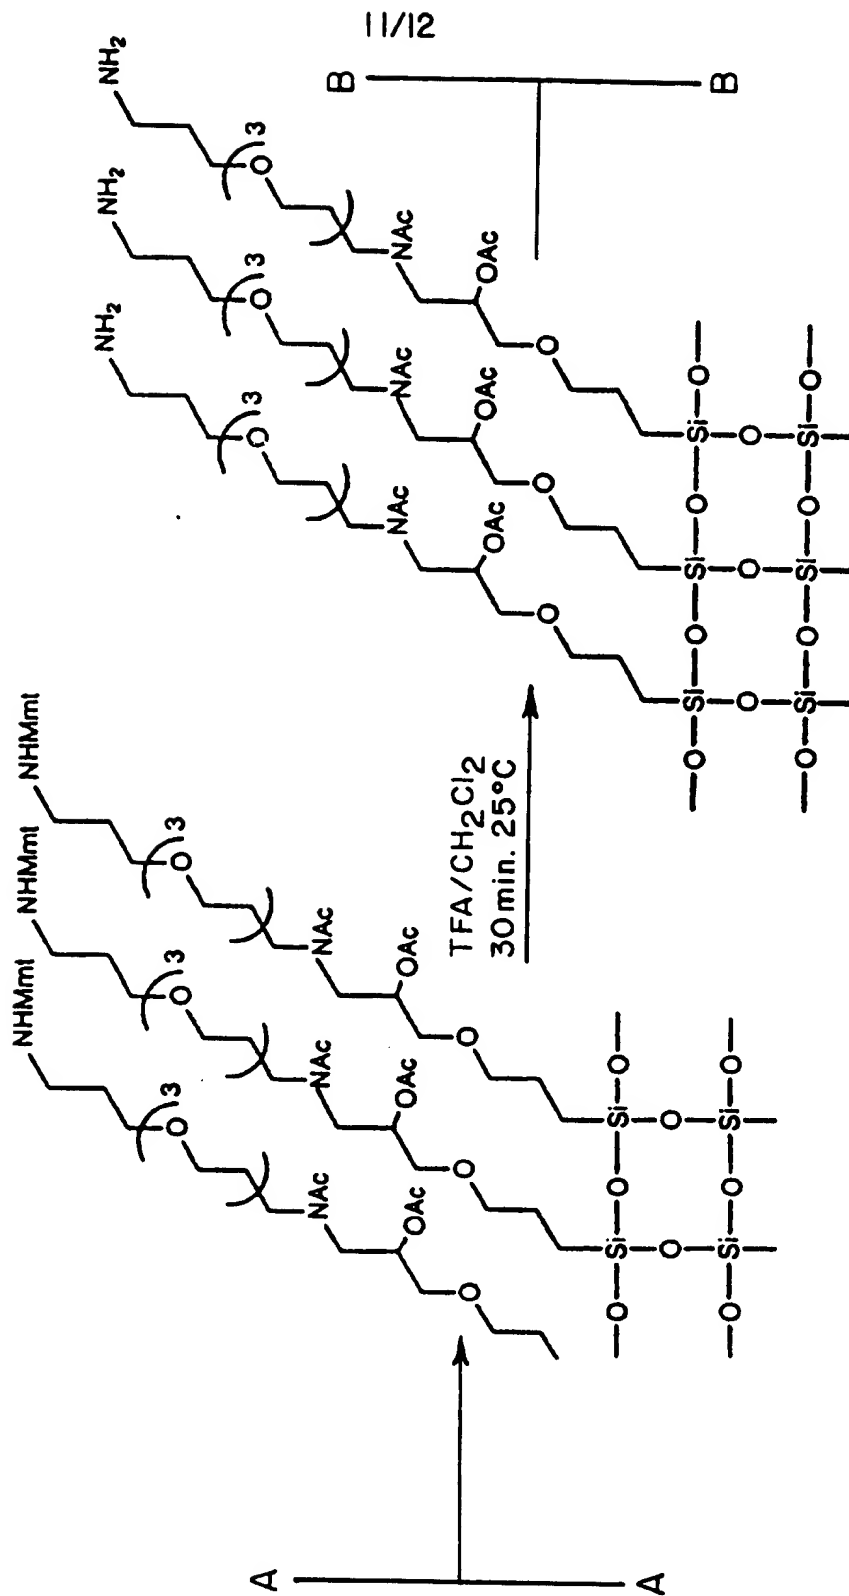 11/12
A
A
NHMmt NHMmt NHMmt
3 3 3
O O O
NAc NAc NAc
OAc OAc OAc
O O O
O Si O Si O
O O
O Si O Si O
TFA/CH2Cl2
30 min. 25°C
NH2 NH2 NH2
3 3 3
O O O
NAc NAc NAc
OAc OAc OAc
O O O
O Si O Si O Si O
O O O
O Si O Si O Si O
B
B